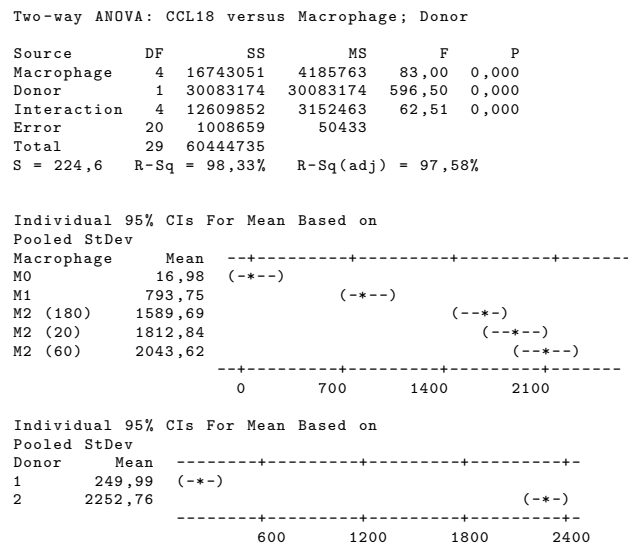 Two-way ANOVA: CCL18 versus Macrophage; Donor
Source DF SS MS F P
Macrophage 4 16743051 4185763 83,00 0,000
Donor 1 30083174 30083174 596,50 0,000
Interaction 4 12609852 3152463 62,51 0,000
Error 20 1008659 50433
Total 29 60444735
S = 224,6 R-Sq = 98,33% R-Sq(adj) = 97,58%
Individual 95% CIs For Mean Based on
Pooled StDev
Macrophage Mean --+---------+---------+---------+-------
M0 16,98 (-*--)
M1 793,75 (-*--)
M2 (180) 1589,69 (--*-)
M2 (20) 1812,84 (--*--)
M2 (60) 2043,62 (--*--)
--+---------+---------+---------+-------
0 700 1400 2100
Individual 95% CIs For Mean Based on
Pooled StDev
Donor Mean --------+---------+---------+---------+-
1 249,99 (-*-)
2 2252,76 (-*-)
--------+---------+---------+---------+-
600 1200 1800 2400